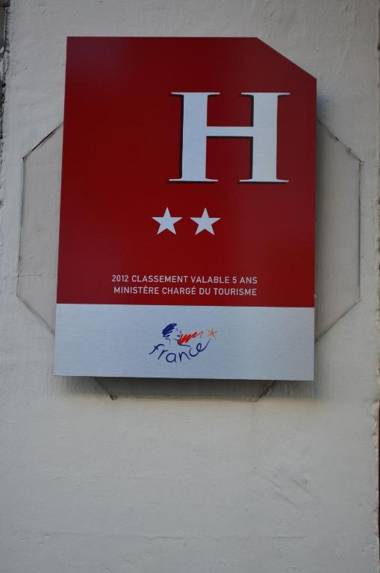 H
2012 CLASSEMENT VALABLE 5 ANS
MINISTÈRE CHARGÉ DU TOURISME
france